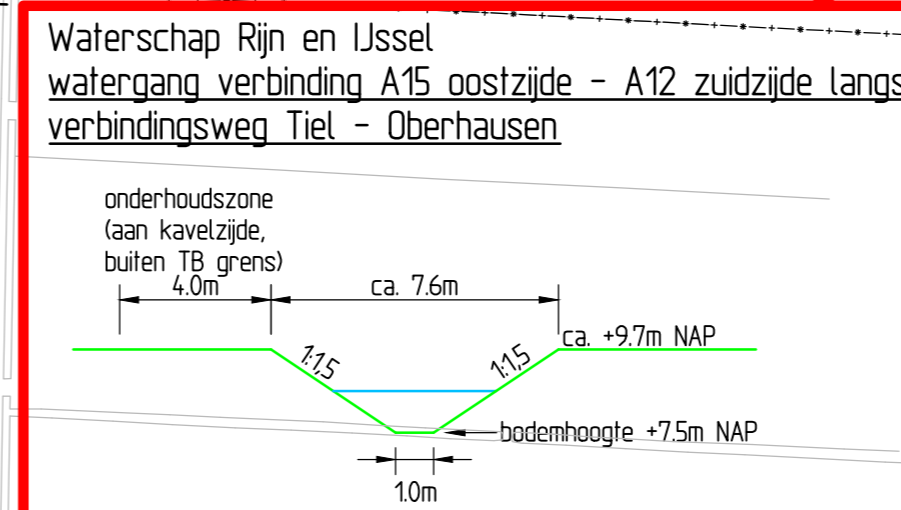 Waterschap Rijn en IJssel
watergang verbinding A15 oostzijde - A12 zuidzijde langs
verbindingsweg Tiel - Oberhausen
onderhoudszone
(aan kavelzijde,
buiten TB grens)
4.0m
ca. 7.6m
ca. +9.7m NAP
1:1,5
1:1,5
bodemhoogte +7.5m NAP
1.0m